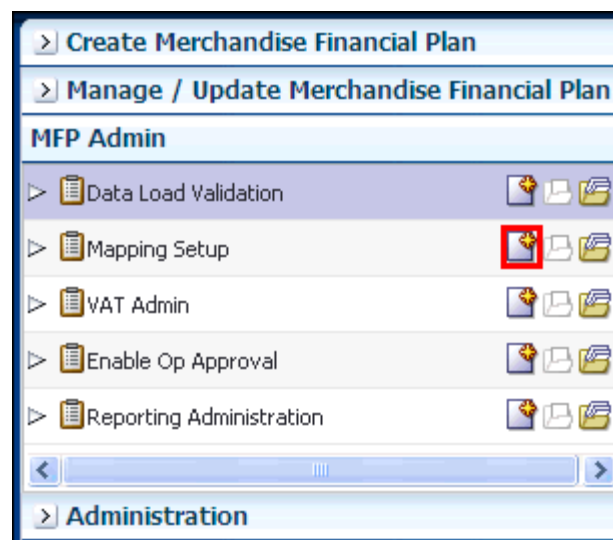 Create Merchandise Financial Plan
Manage / Update Merchandise Financial Plan
MFP Admin
Data Load Validation
Mapping Setup
VAT Admin
Enable Op Approval
Reporting Administration
Administration